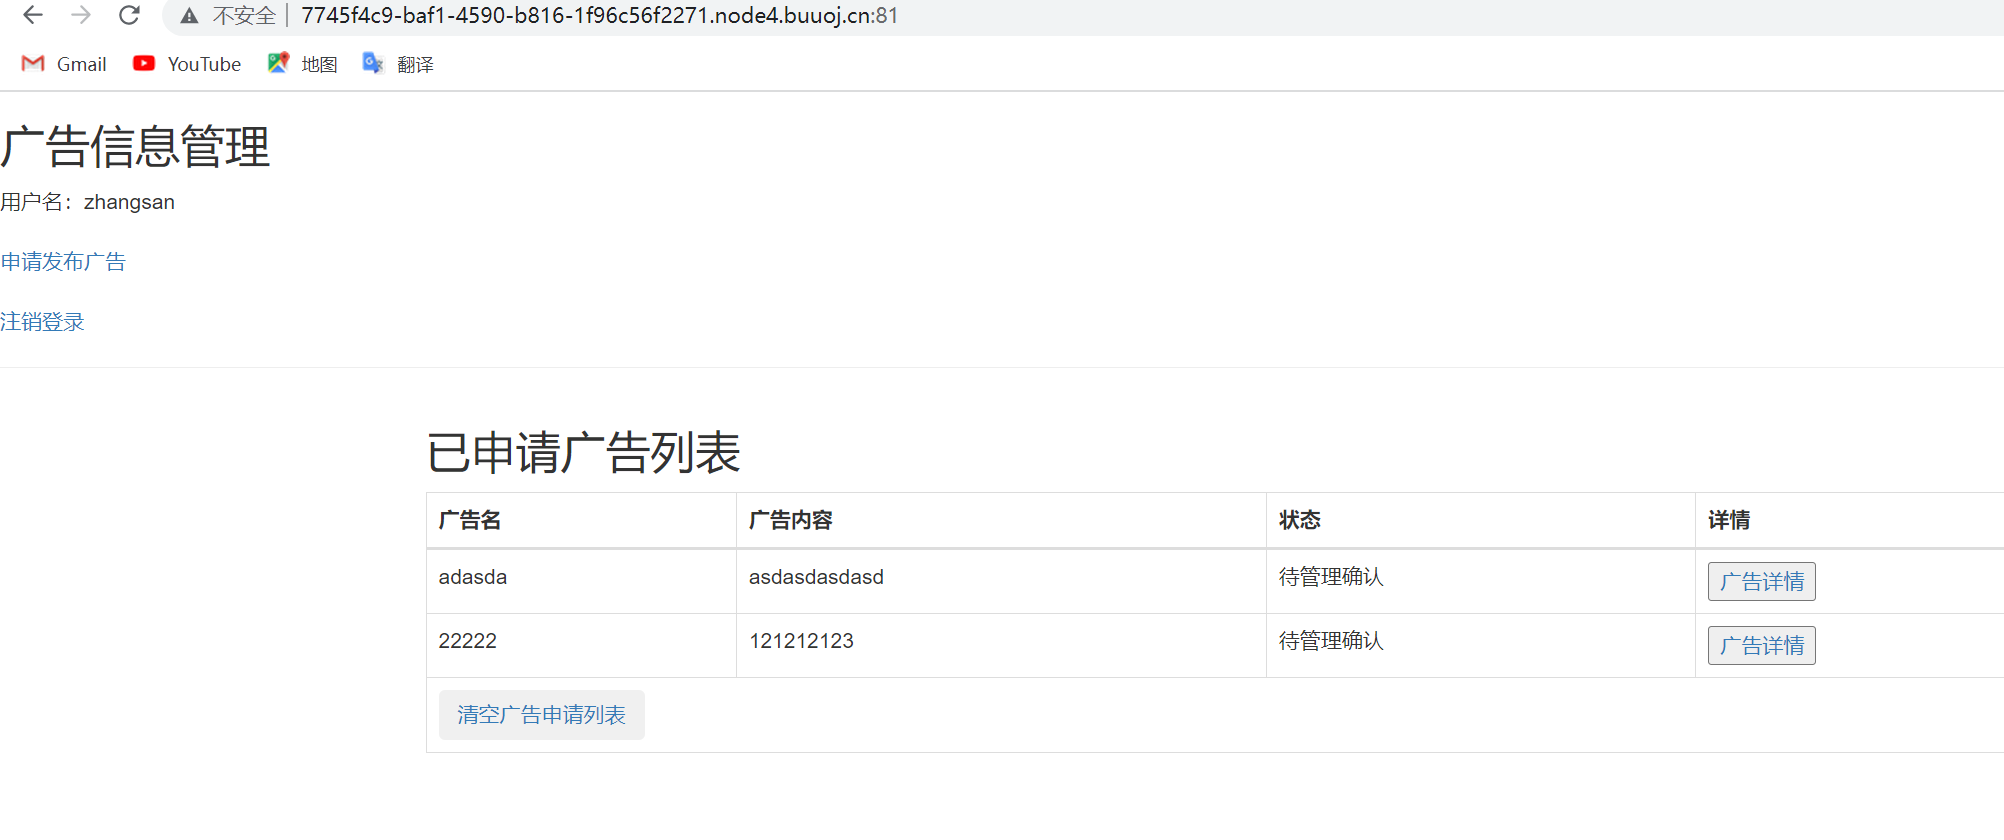 不安全 7745f4c9-baf1-4590-b816-1f96c56f2271.node4.buuoj.cn:81
Gmail YouTube 地图 翻译
广告信息管理
用户名：zhangsan
申请发布广告
注销登录
已申请广告列表
广告名 广告内容 状态 详情
adasda asdasdasdasd 待管理确认 广告详情
22222 121212123 待管理确认 广告详情
清空广告申请列表